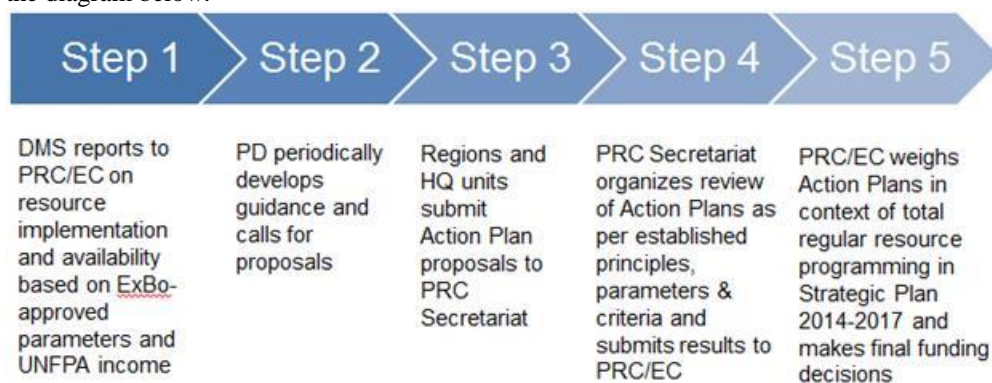 the diagram below.
Step 1
Step 2
Step 3
Step 4
Step 5
DMS reports to
PRC/EC on
resource
implementation
and availability
based on ExBo-
approved
parameters and
UNFPA income
PD periodically
develops
guidance and
calls for
proposals
Regions and
HQ units
submit
Action Plan
proposals to
PRC
Secretariat
PRC Secretariat
organizes review
of Action Plans as
per established
principles,
parameters &
criteria and
submits results to
PRC/EC
PRC/EC weighs
Action Plans in
context of total
regular resource
programming in
Strategic Plan
2014-2017 and
makes final funding
decisions